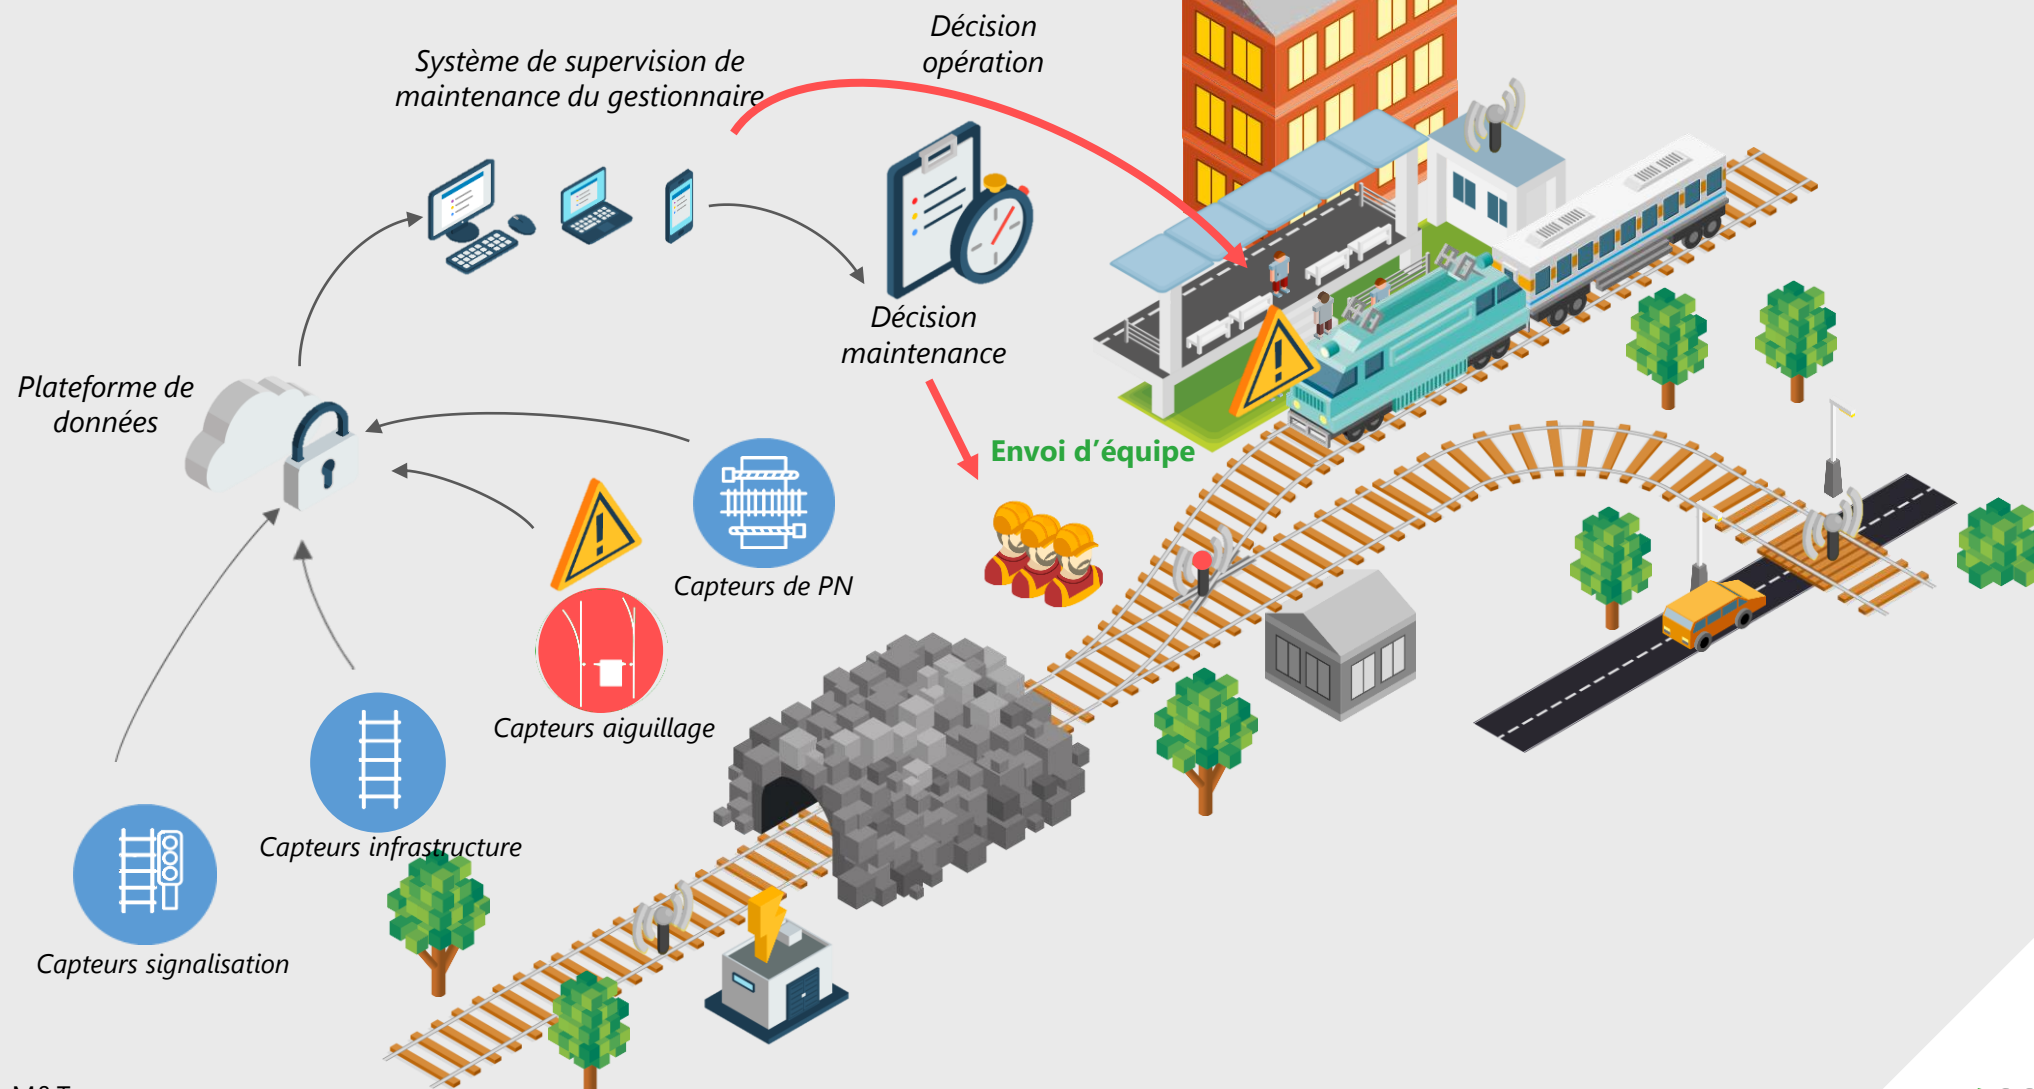 Décision
opération
Système de supervision de
maintenance du gestionnaire
Décision
maintenance
Plateforme de
données
Envoi d'équipe
Capteurs de PN
Capteurs aiguillage
Capteurs infrastructure
Capteurs signalisation